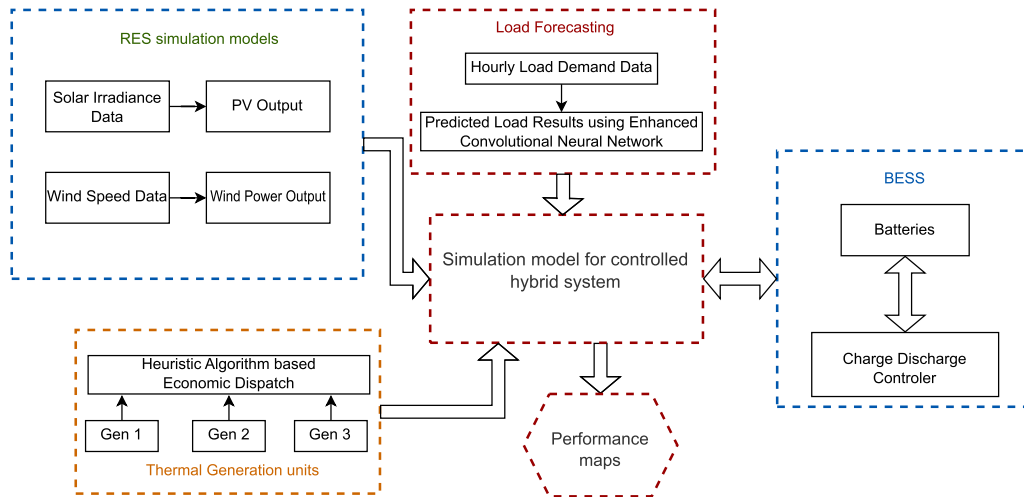 RES simulation models
Solar Irradiance
Data
PV Output
Wind Speed Data
Wind Power Output
Load Forecasting
Hourly Load Demand Data
Predicted Load Results using Enhanced
Convolutional Neural Network
Simulation model for controlled
hybrid system
BESS
Batteries
Charge Discharge
Controler
Heuristic Algorithm based
Economic Dispatch
Gen 1
Gen 2
Gen 3
Thermal Generation units
Performance
maps